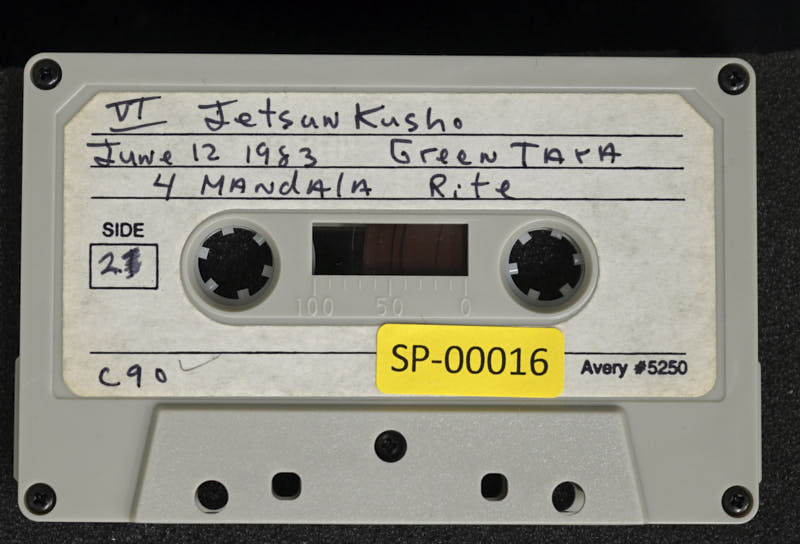 VI Jetsun Kusho
June 12 1983 Green TArA
4 MANdAlA Rite
SIDE
2
100 50 0
C90
SP-00016
Avery #5250